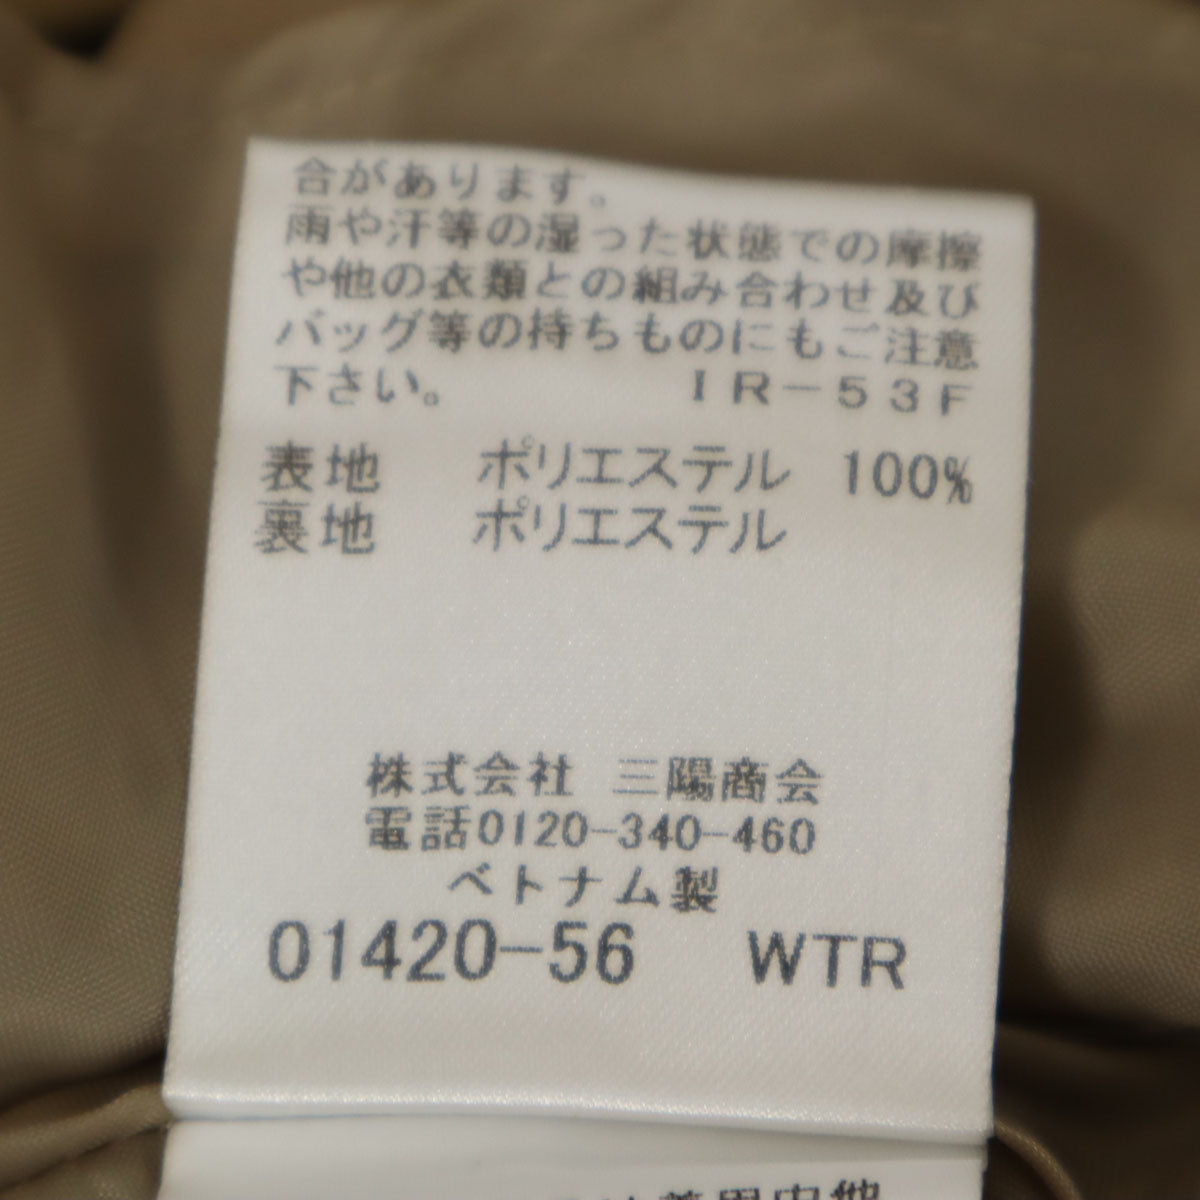 合があります。
雨や汗等の湿った状態での摩擦
や他の衣類との組み合わせ及び
バッグ等の持ちものにもご注意
下さい。 IR-53F
表地 ポリエステル 100%
裏地 ポリエステル
株式会社 三陽商会
電話0120-340-460
ベトナム製
01420-56 WTR